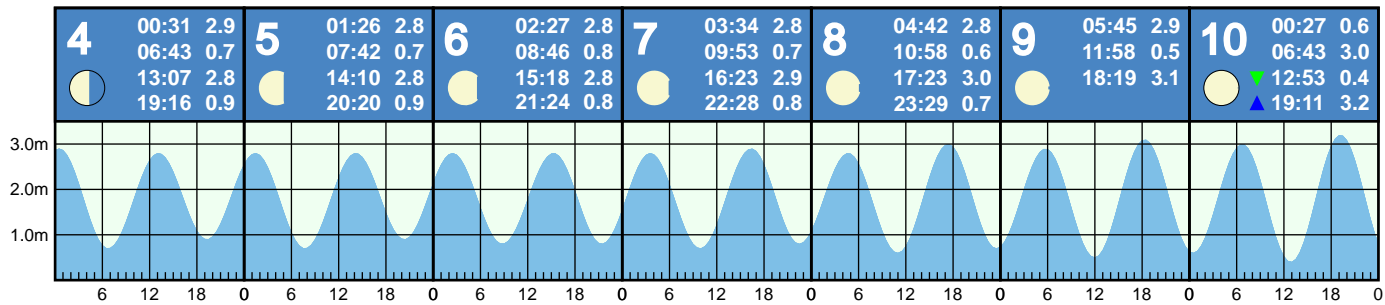 4 00:31 2.9 5 01:26 2.8 6 02:27 2.8 7 03:34 2.8 8 04:42 2.8 9 05:45 2.9 10 00:27 0.6
06:43 0.7 07:42 0.7 08:46 0.8 09:53 0.7 10:58 0.6 11:58 0.5 06:43 3.0
13:07 2.8 14:10 2.8 15:18 2.8 16:23 2.9 17:23 3.0 18:19 3.1 12:53 0.4
19:16 0.9 20:20 0.9 21:24 0.8 22:28 0.8 23:29 0.7 19:11 3.2
3.0m
2.0m
1.0m
6 12 18 0 6 12 18 0 6 12 18 0 6 12 18 0 6 12 18 0 6 12 18 0 6 12 18 0